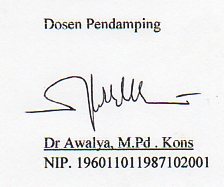 Dosen Pendamping
Dr Awalya, M.Pd . Kons
NIP. 196011011987102001